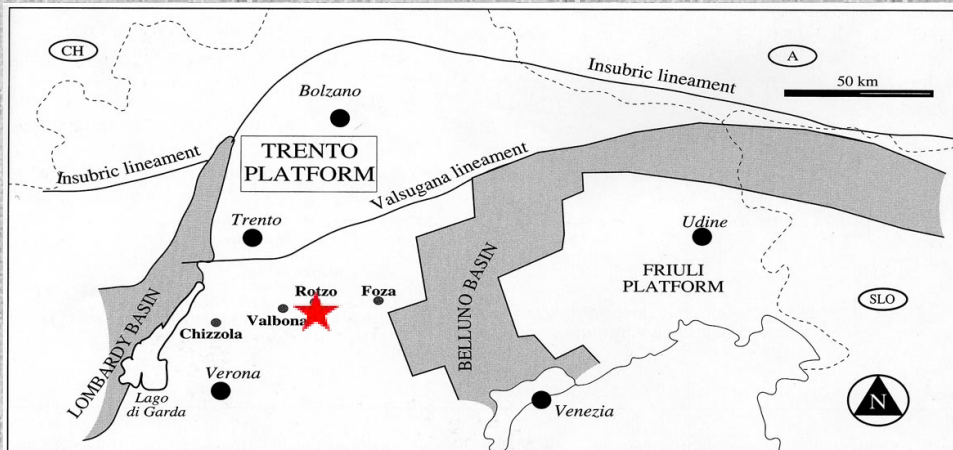 CH
A
Insubric lineament
50 km
Bolzano
TRENTO
PLATFORM
Insubric lineament
Valsugana lineament
Trento
Udine
FRIULI
PLATFORM
BELLUNO BASIN
LOMBARDY BASIN
Rotzo
Foza
Valbona
Chizzola
SLO
Verona
Lago
di Garda
Venezia
N